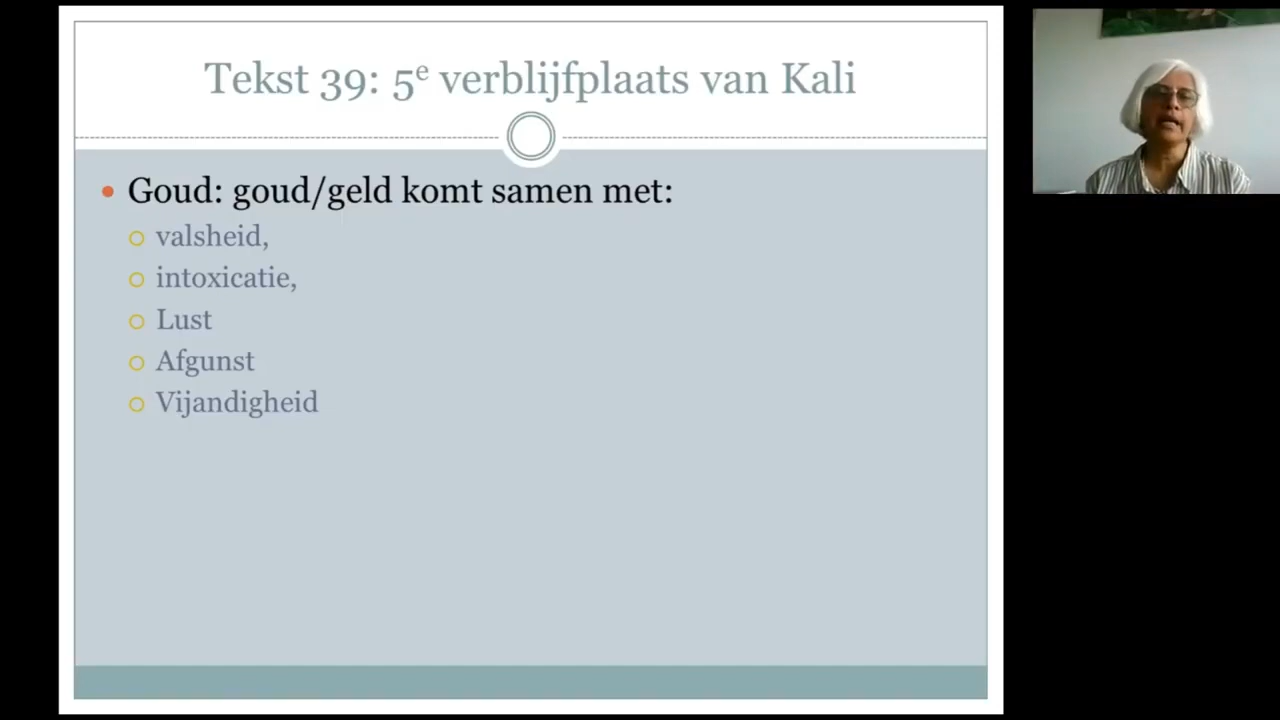 Tekst 39: 5e verblijfplaats van Kali
Goud: goud/geld komt samen met:
valsheid,
intoxicatie,
Lust
Afgunst
Vijandigheid